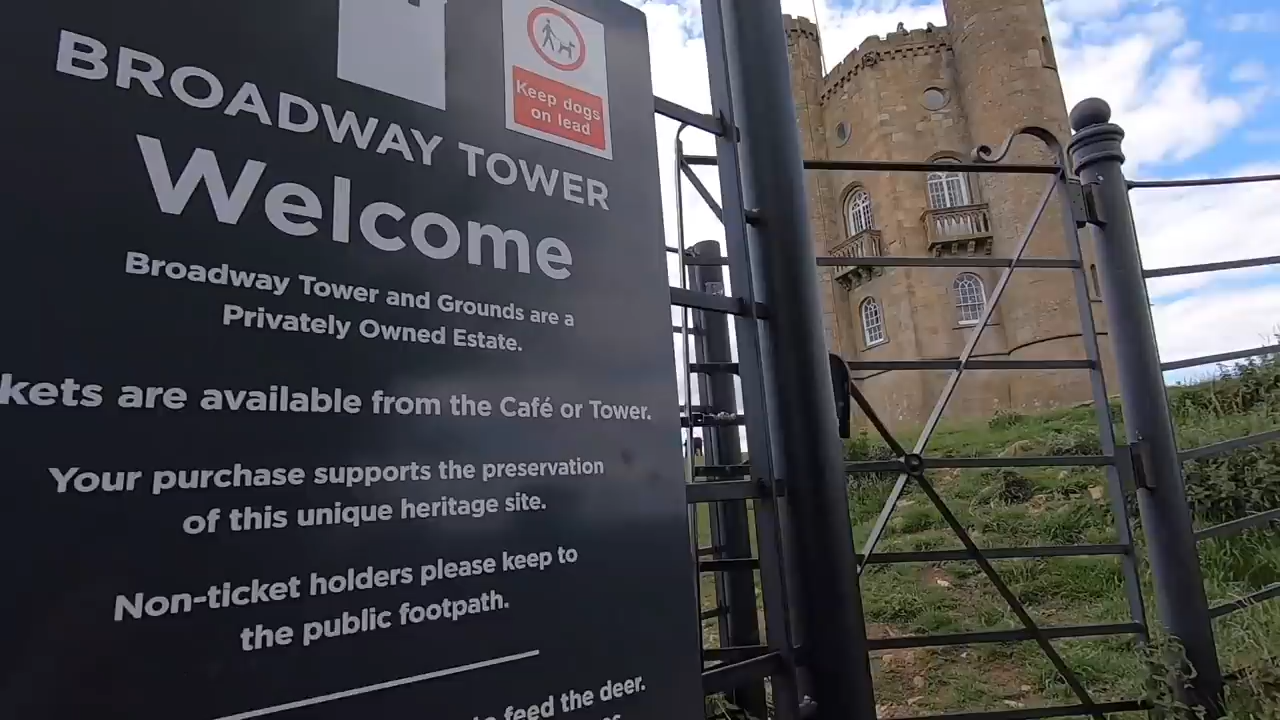 Keep dogs
on lead
BROADWAY TOWER
Welcome
Broadway Tower and Grounds are a
Privately Owned Estate.
kets are available from the Café or Tower.
Your purchase supports the preservation
of this unique heritage site.
Non-ticket holders please keep to
the public footpath.
feed the deer.